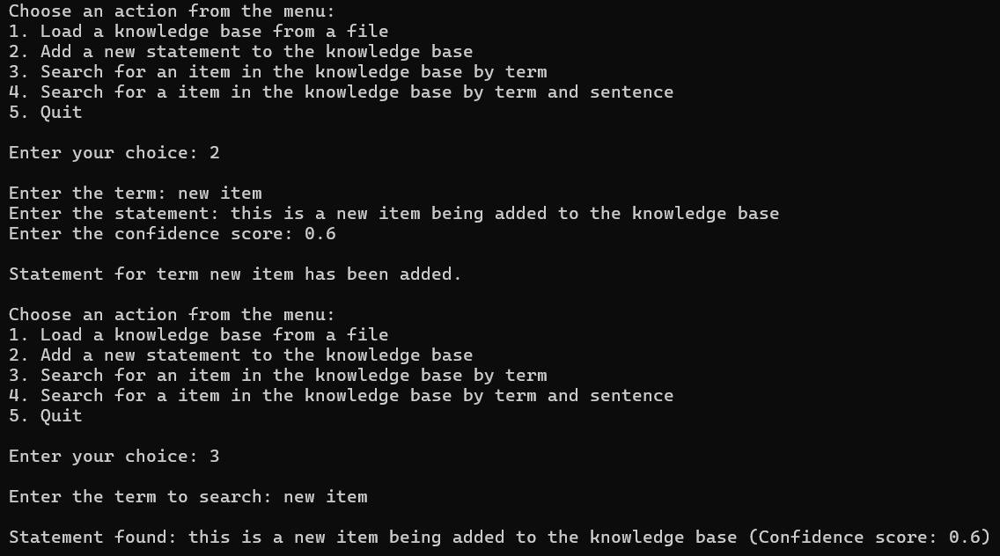 Choose an action from the menu:
1. Load a knowledge base from a file
2. Add a new statement to the knowledge base
3. Search for an item in the knowledge base by term
4. Search for a item in the knowledge base by term and sentence
5. Quit
Enter your choice: 2
Enter the term: new item
Enter the statement: this is a new item being added to the knowledge base
Enter the confidence score: 0.6
Statement for term new item has been added.
Choose an action from the menu:
1. Load a knowledge base from a file
2. Add a new statement to the knowledge base
3. Search for an item in the knowledge base by term
4. Search for a item in the knowledge base by term and sentence
5. Quit
Enter your choice: 3
Enter the term to search: new item
Statement found: this is a new item being added to the knowledge base (Confidence score: 0.6)